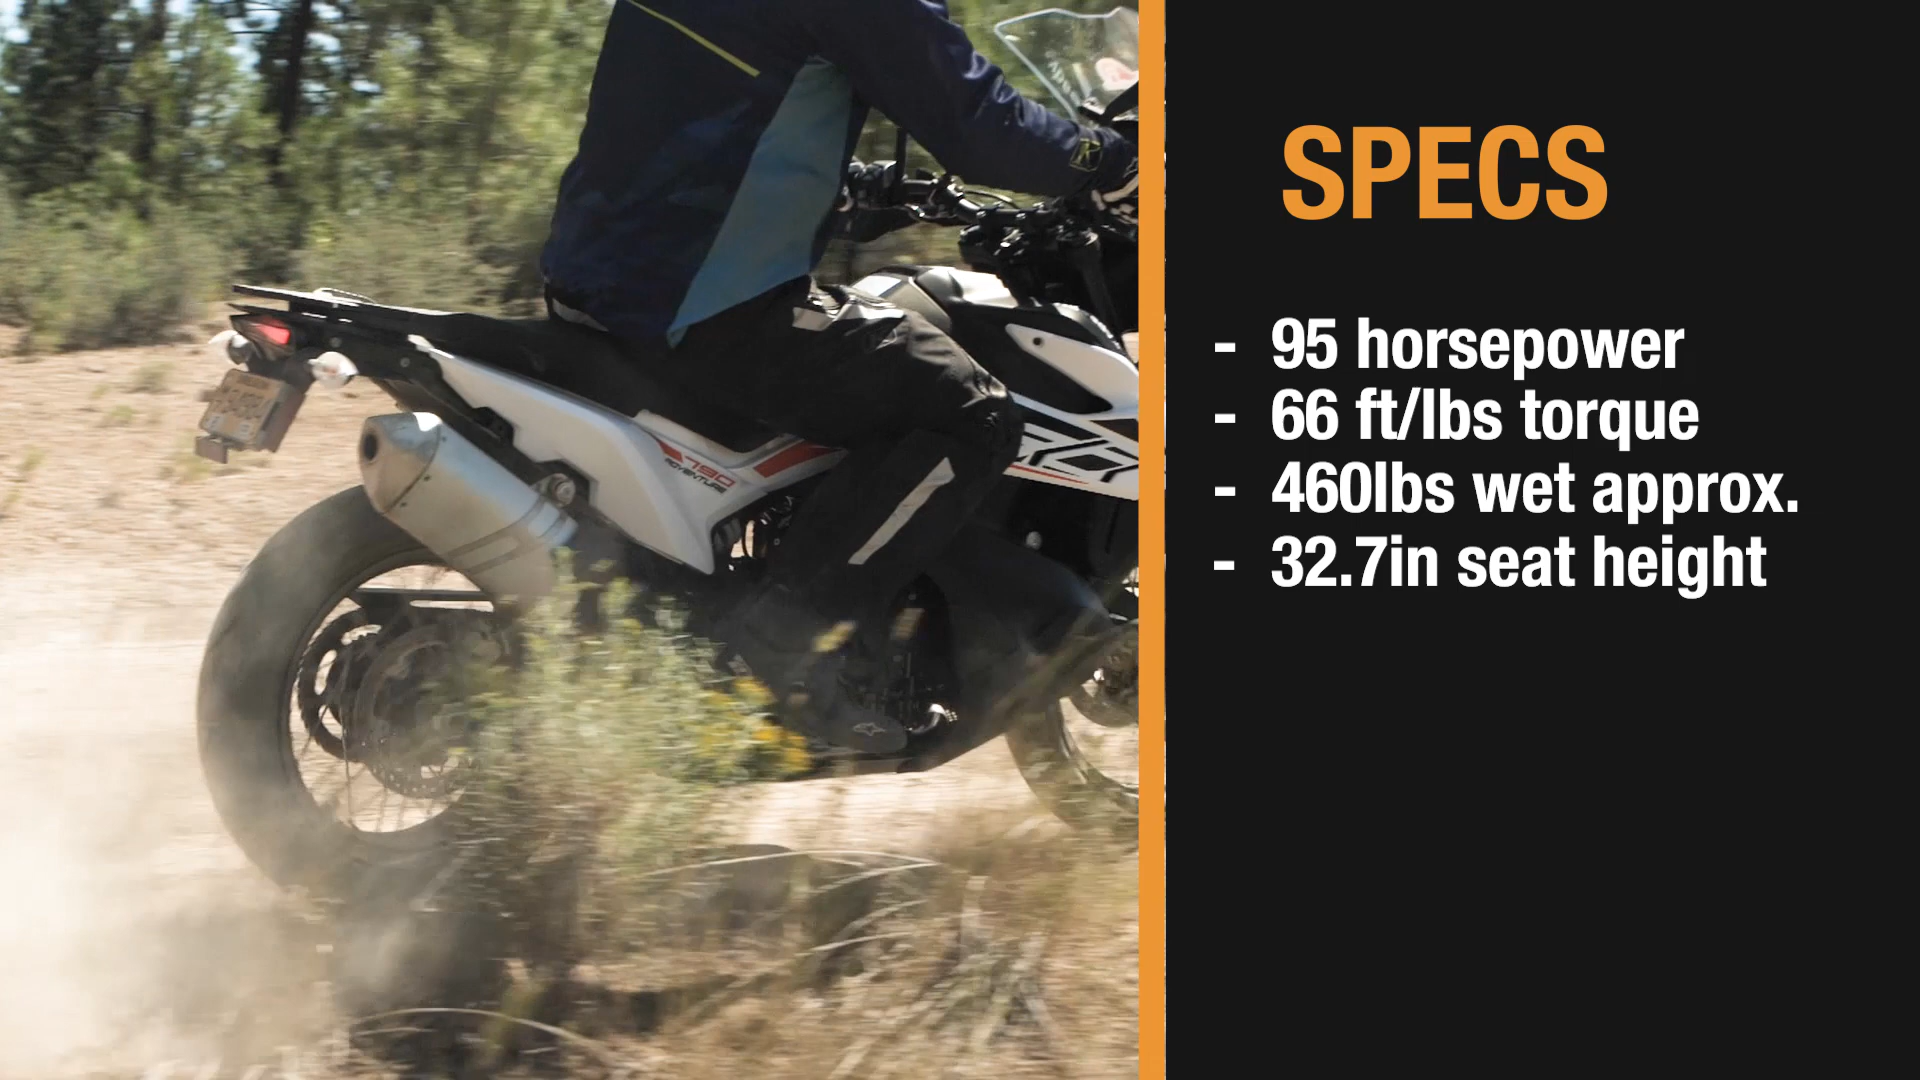 SPECS
- 95 horsepower
- 66 ft/lbs torque
- 460lbs wet approx.
- 32.7in seat height
790
ADVENTURE